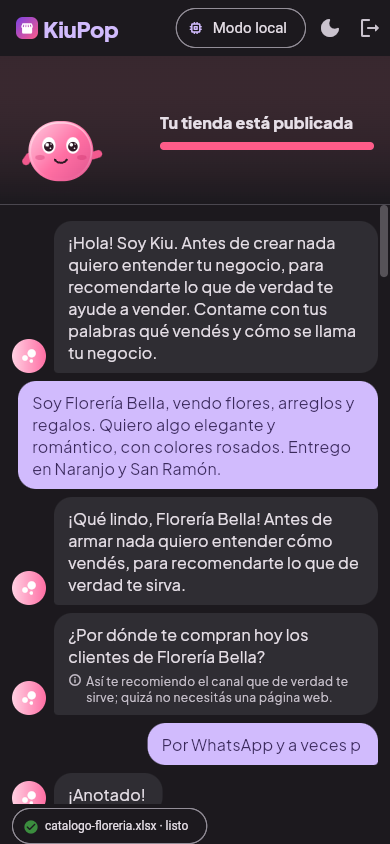 KiuPop
Modo local
Tu tienda está publicada
¡Hola! Soy Kiu. Antes de crear nada
quiero entender tu negocio, para
recomendarte lo que de verdad te
ayude a vender. Contame con tus
palabras qué vendés y cómo se llama
tu negocio.
Soy Florería Bella, vendo flores, arreglos y
regalos. Quiero algo elegante y
romántico, con colores rosados. Entrego
en Naranjo y San Ramón.
¡Qué lindo, Florería Bella! Antes de
armar nada quiero entender cómo
vendés, para recomendarte lo que de
verdad te sirva.
¿Por dónde te compran hoy los
clientes de Florería Bella?
Así te recomiendo el canal que de verdad te
sirve; quizá no necesitás una página web.
Por WhatsApp y a veces p
¡Anotado!
catalogo-floreria.xlsx · listo